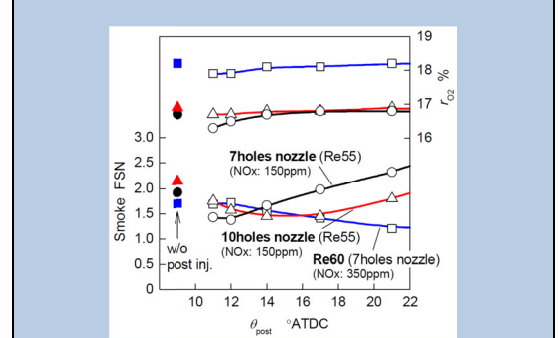 19
18
17
16
r_O2 %
3.0
2.5
2.0
1.5
1.0
0.5
0
Smoke FSN
7holes nozzle (Re55)
(NOx: 150ppm)
w/o
post inj.
10holes nozzle (Re55)
(NOx: 150ppm)
Re60 (7holes nozzle)
(NOx: 350ppm)
10 12 14 16 18 20 22
θ_post °ATDC